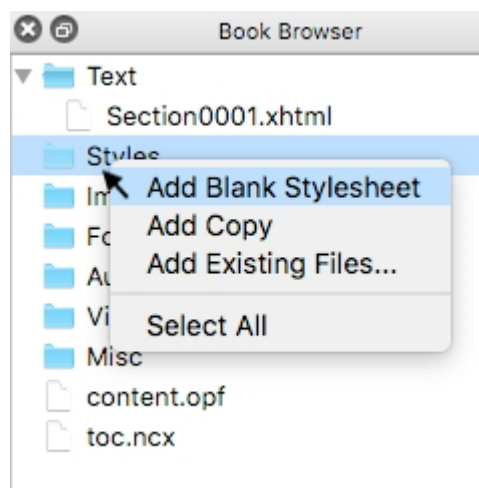 Book Browser
Text
Section0001.xhtml
Styles
Add Blank Stylesheet
Add Copy
Add Existing Files...
Select All
Misc
content.opf
toc.ncx